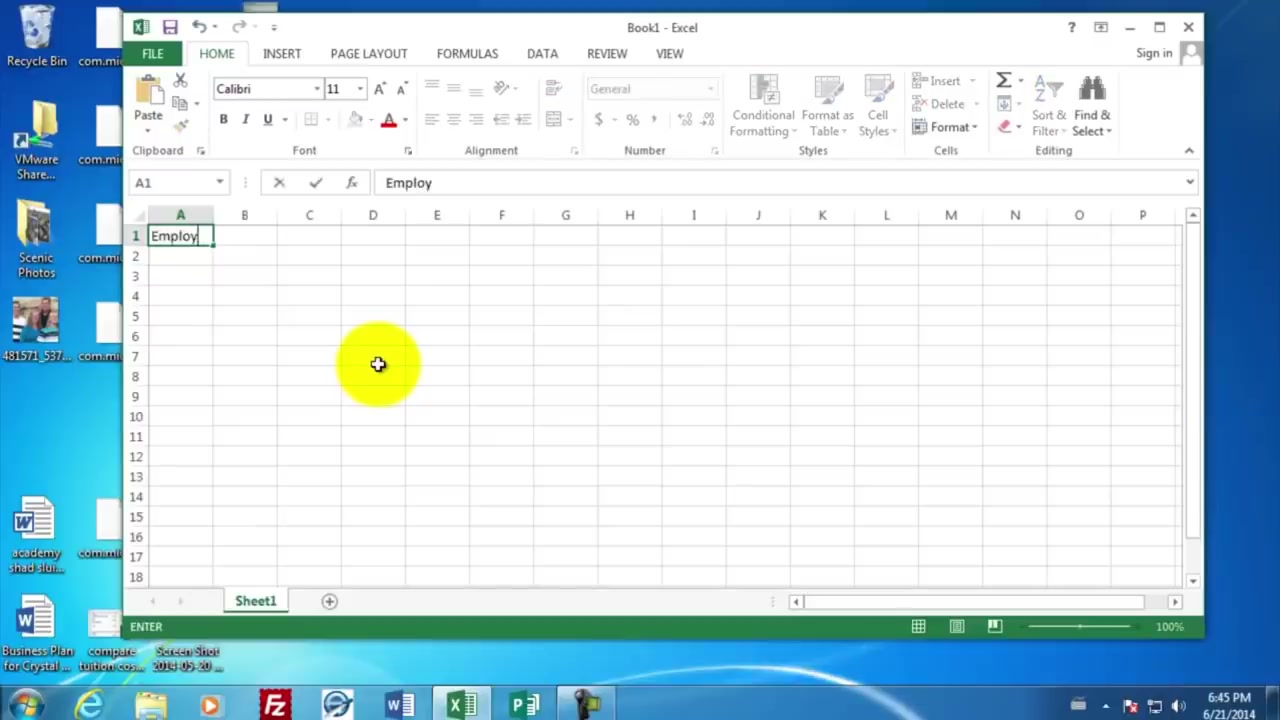 Book1 - Excel
?
FILE HOME INSERT PAGE LAYOUT FORMULAS DATA REVIEW VIEW Sign in
Paste
Calibri 11
B I U A
General
$ % ,
Conditional Formatting
Format as Table
Cell Styles
Insert
Delete
Format
Sort & Filter
Find & Select
Clipboard Font Alignment Number Styles Cells Editing
A1 fx Employ
A B C D E F G H I J K L M N O P
1 Employ
2
3
4
5
6
7
8
9
10
11
12
13
14
15
16
17
18
Sheet1
ENTER 100%
Recycle Bin
com.mi
VMware Share...
com.mi
Scenic Photos
com.mi
481571_537...
com.mi
academy shad slui...
com.mi
Business Plan for Crystal ...
compare tuition cos...
Screen Shot 2014-05-20 ...
6:45 PM
6/21/2014